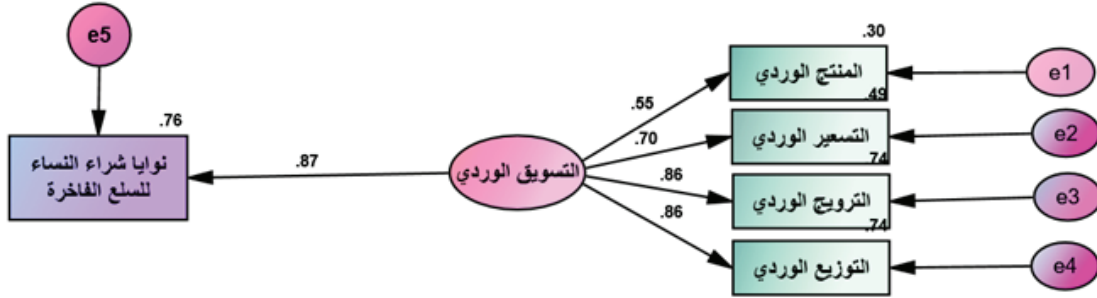 e5
.76
نوايا شراء النساء
للسلع الفاخرة
.87
التسويق الوردي
.55
.70
.86
.86
.30
المنتج الوردي
e1
.49
التسعير الوردي
e2
.74
الترويج الوردي
e3
.74
التوزيع الوردي
e4